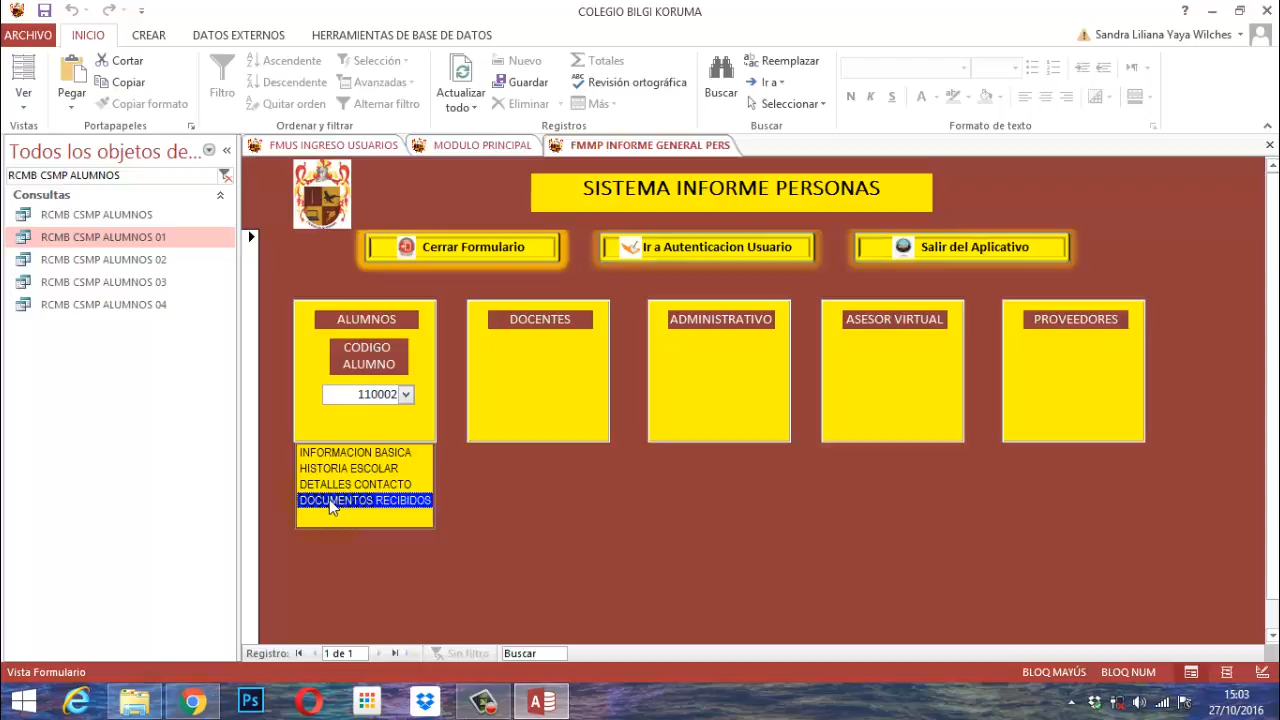 COLEGIO BILGI KORUMA
ARCHIVO INICIO CREAR DATOS EXTERNOS HERRAMIENTAS DE BASE DE DATOS
Sandra Liliana Yaya Wilches
Ver
Vistas
Pegar
Cortar
Copiar
Copiar formato
Portapapeles
Filtro
Ascendente
Descendente
Quitar orden
Selección
Avanzadas
Alternar filtro
Ordenar y filtrar
Actualizar
todo
Nuevo
Guardar
Eliminar
Totales
Revisión ortográfica
Más
Registros
Buscar
Reemplazar
Ir a
Seleccionar
Buscar
N K S A
Formato de texto
Todos los objetos de...
RCMB CSMP ALUMNOS
Consultas
RCMB CSMP ALUMNOS
RCMB CSMP ALUMNOS 01
RCMB CSMP ALUMNOS 02
RCMB CSMP ALUMNOS 03
RCMB CSMP ALUMNOS 04
FMUS INGRESO USUARIOS
MODULO PRINCIPAL
FMMP INFORME GENERAL PERS
SISTEMA INFORME PERSONAS
Cerrar Formulario
Ir a Autenticacion Usuario
Salir del Aplicativo
ALUMNOS
CODIGO
ALUMNO
110002
INFORMACION BASICA
HISTORIA ESCOLAR
DETALLES CONTACTO
DOCUMENTOS RECIBIDOS
DOCENTES
ADMINISTRATIVO
ASESOR VIRTUAL
PROVEEDORES
Registro: 1 de 1 Sin filtro Buscar
Vista Formulario
BLOQ MAYÚS BLOQ NUM
Ps
15:03
27/10/2016